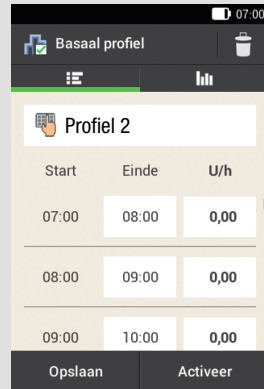 07:00
Basaal profiel
Profiel 2
Start Einde U/h
07:00 08:00 0,00
08:00 09:00 0,00
09:00 10:00 0,00
Opslaan Activeer